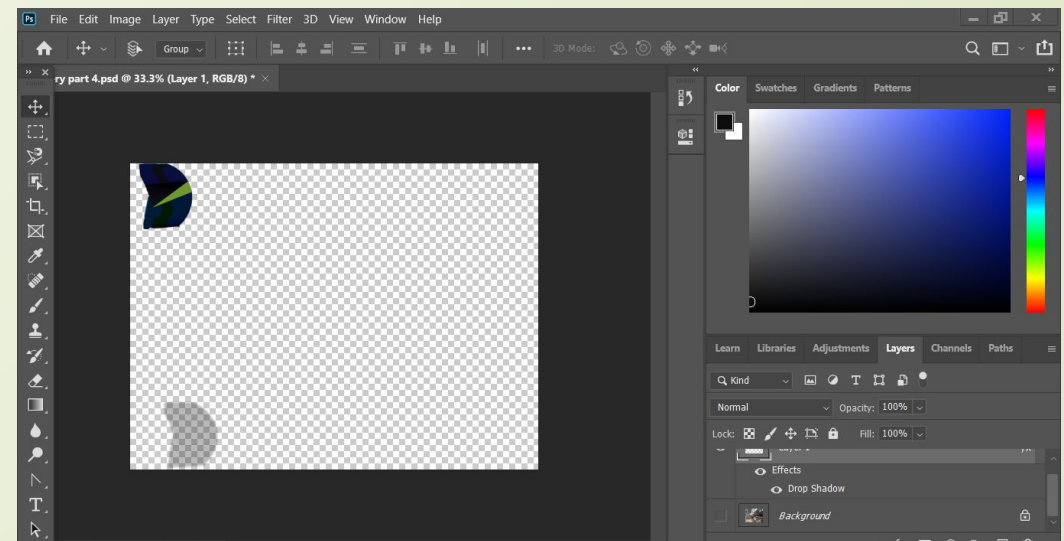 Ps File Edit Image Layer Type Select Filter 3D View Window Help
Group 3D Mode:
ry part 4.psd @ 33.3% (Layer 1, RGB/8) *
Color Swatches Gradients Patterns
Learn Libraries Adjustments Layers Channels Paths
Kind T
Normal Opacity: 100%
Lock: Fill: 100%
Effects
Drop Shadow
Background